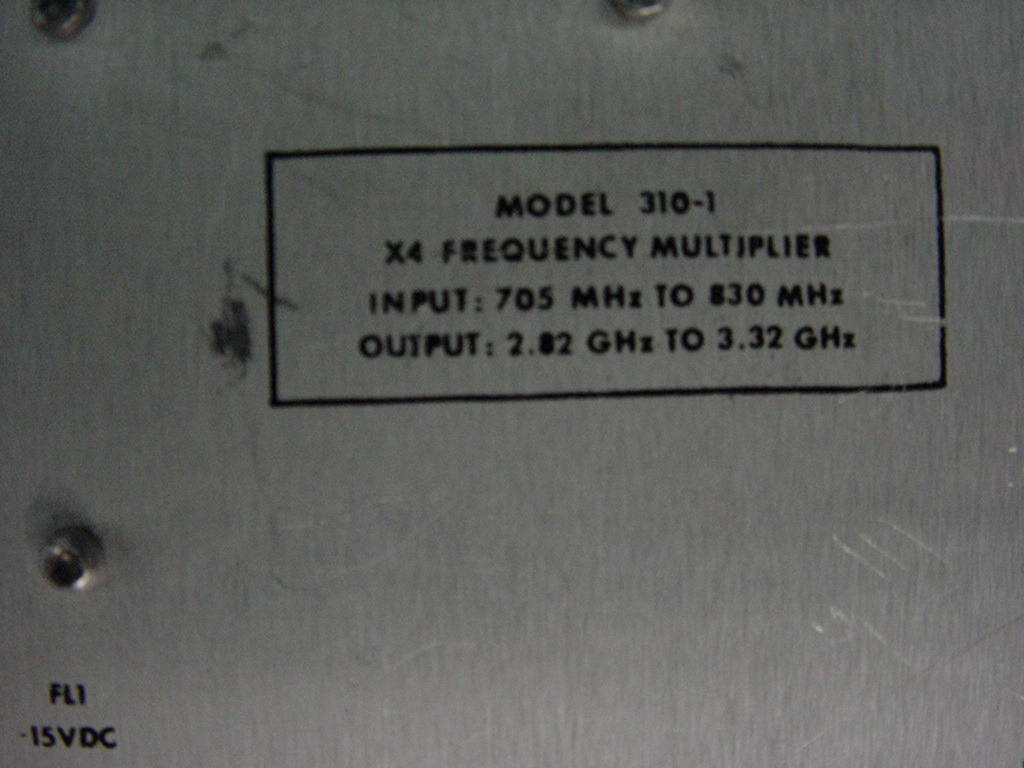 MODEL 310-1
X4 FREQUENCY MULTIPLIER
INPUT: 705 MHz TO 830 MHz
OUTPUT: 2.82 GHz TO 3.32 GHz
FL1
-15VDC